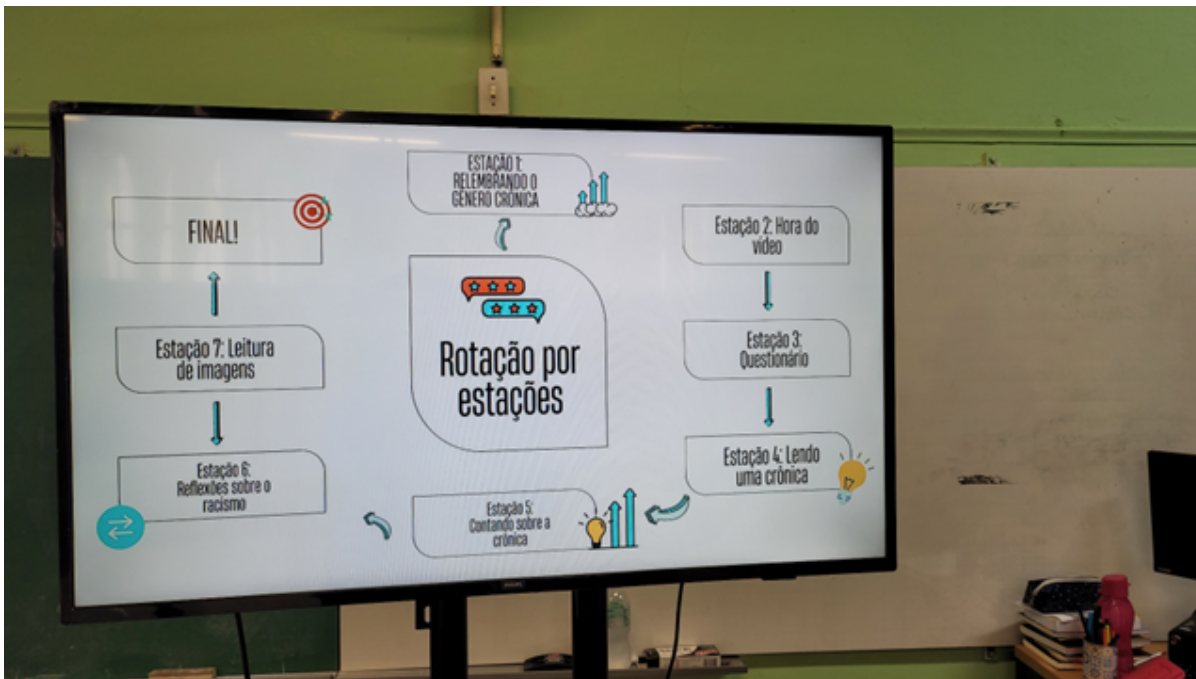 Rotação por
estações
ESTAÇÃO 1:
RELEMBRANDO O
GÊNERO CRÔNICA
Estação 2: Hora do
vídeo
Estação 3:
Questionário
Estação 4: Lendo
uma crônica
Estação 5:
Contando sobre a
crônica
Estação 6:
Reflexões sobre o
racismo
Estação 7: Leitura
de imagens
FINAL!